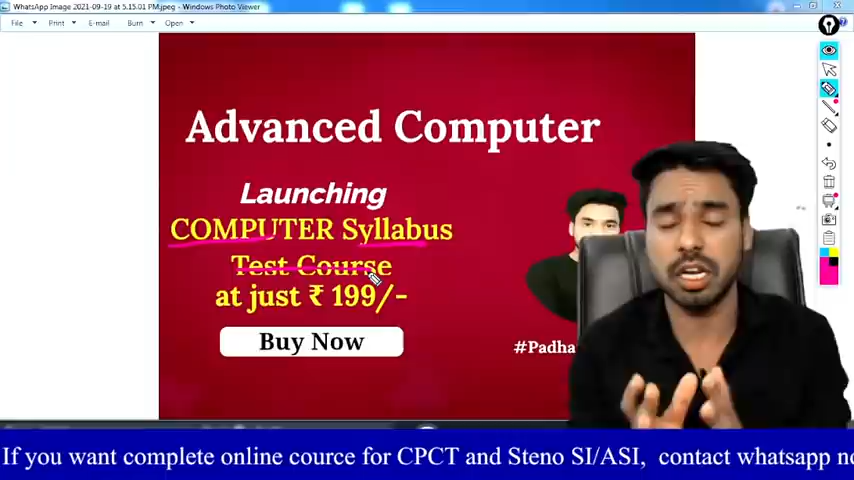 WhatsApp Image 2021-09-19 at 5.15.01 PM.jpeg - Windows Photo Viewer
File Print E-mail Burn Open
Advanced Computer
Launching
COMPUTER Syllabus
Test Course
at just ₹ 199/-
Buy Now
#Padha
If you want complete online cource for CPCT and Steno SI/ASI, contact whatsapp no